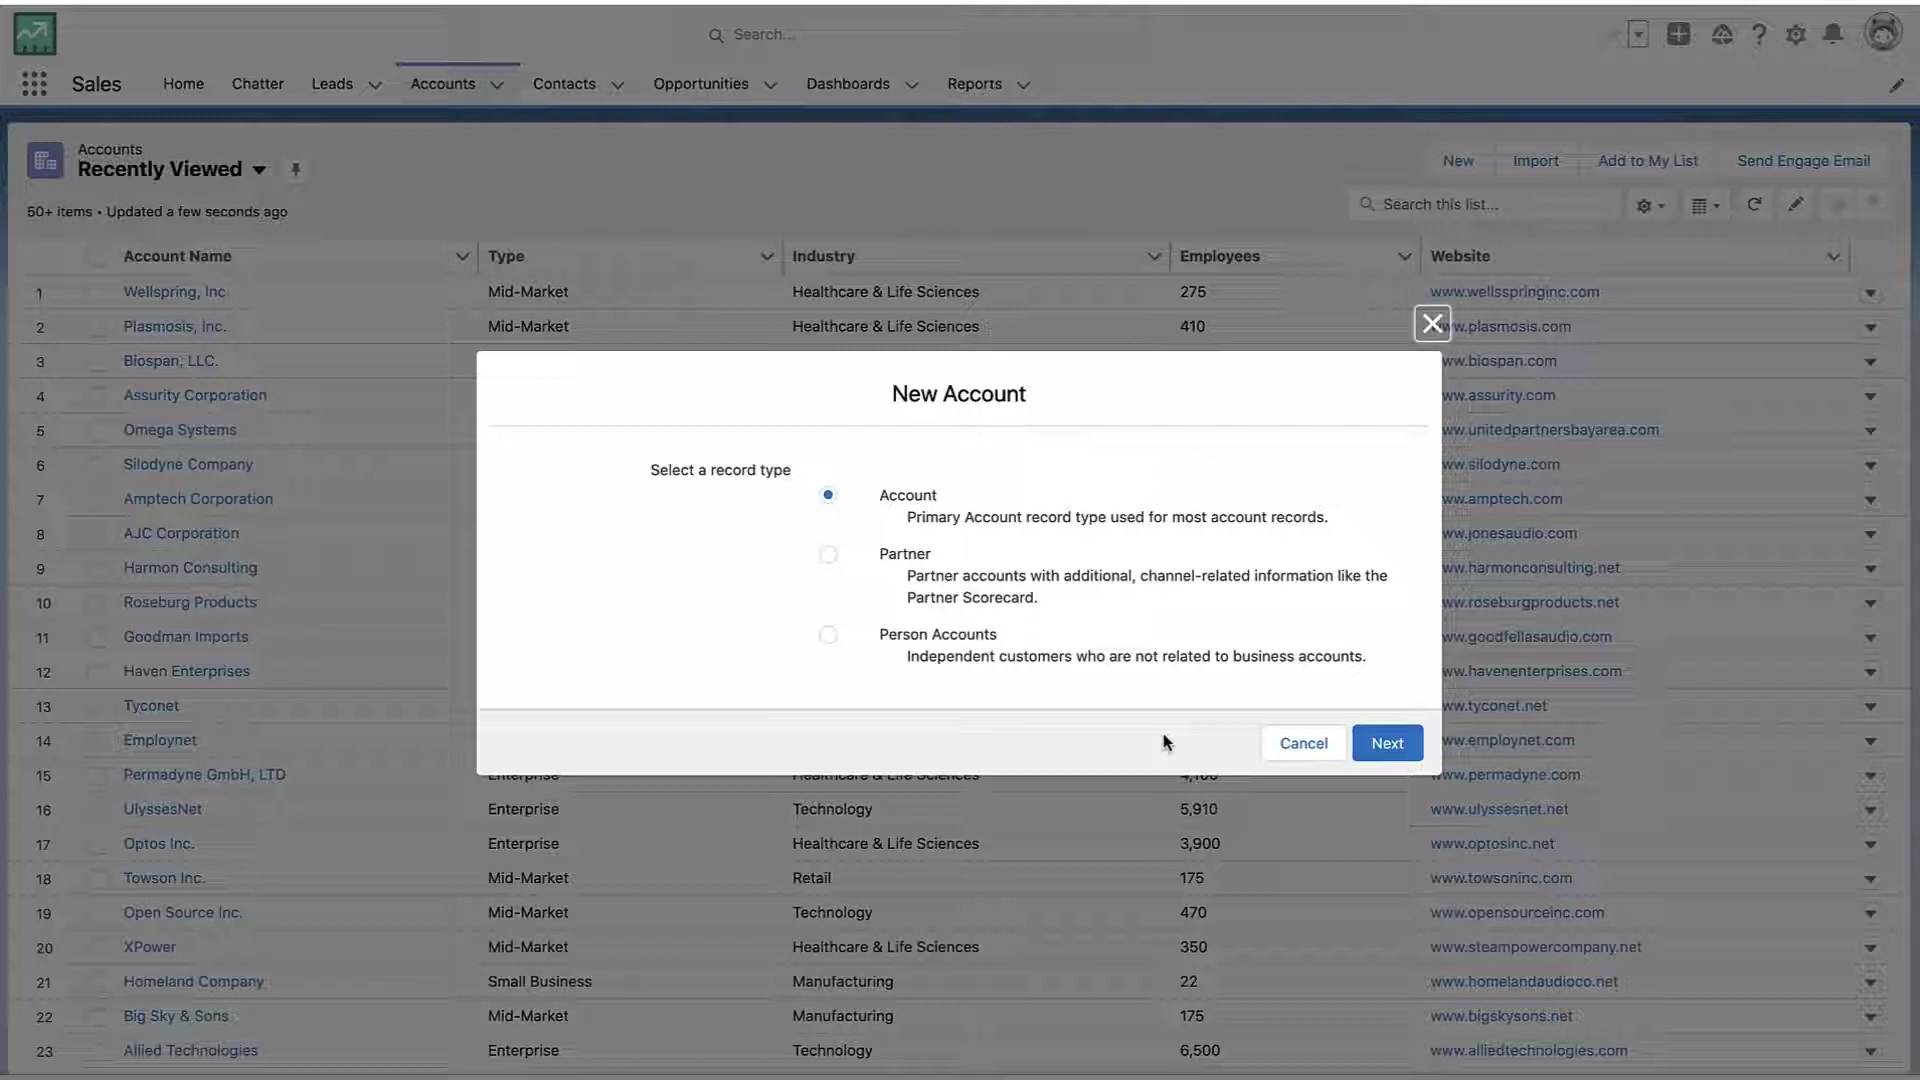 Search...
Sales Home Chatter Leads Accounts Contacts Opportunities Dashboards Reports
Accounts
Recently Viewed
New Import Add to My List Send Engage Email
50+ items • Updated a few seconds ago
Search this list...
Account Name Type Industry Employees Website
1 Wellspring, Inc Mid-Market Healthcare & Life Sciences 275 www.wellsspringinc.com
2 Plasmosis, Inc. Mid-Market Healthcare & Life Sciences 410 ww.plasmosis.com
3 Biospan, LLC. ww.biospan.com
4 Assurity Corporation ww.assurity.com
5 Omega Systems ww.unitedpartnersbayarea.com
6 Silodyne Company ww.silodyne.com
7 Amptech Corporation ww.amptech.com
8 AJC Corporation ww.jonesaudio.com
9 Harmon Consulting ww.harmonconsulting.net
10 Roseburg Products ww.roseburgproducts.net
11 Goodman Imports ww.goodfellasaudio.com
12 Haven Enterprises ww.havenenterprises.com
13 Tyconet ww.tyconet.net
14 Employnet ww.employnet.com
New Account
Select a record type
Account
Primary Account record type used for most account records.
Partner
Partner accounts with additional, channel-related information like the
Partner Scorecard.
Person Accounts
Independent customers who are not related to business accounts.
Cancel Next
15 Permadyne GmbH, LTD Enterprise Healthcare & Life Sciences 4,100 www.permadyne.com
16 UlyssesNet Enterprise Technology 5,910 www.ulyssesnet.net
17 Optos Inc. Enterprise Healthcare & Life Sciences 3,900 www.optosinc.net
18 Towson Inc. Mid-Market Retail 175 www.towsoninc.com
19 Open Source Inc. Mid-Market Technology 470 www.opensourceinc.com
20 XPower Mid-Market Healthcare & Life Sciences 350 www.steampowercompany.net
21 Homeland Company Small Business Manufacturing 22 www.homelandaudioco.net
22 Big Sky & Sons Mid-Market Manufacturing 175 www.bigskysons.net
23 Allied Technologies Enterprise Technology 6,500 www.alliedtechnologies.com